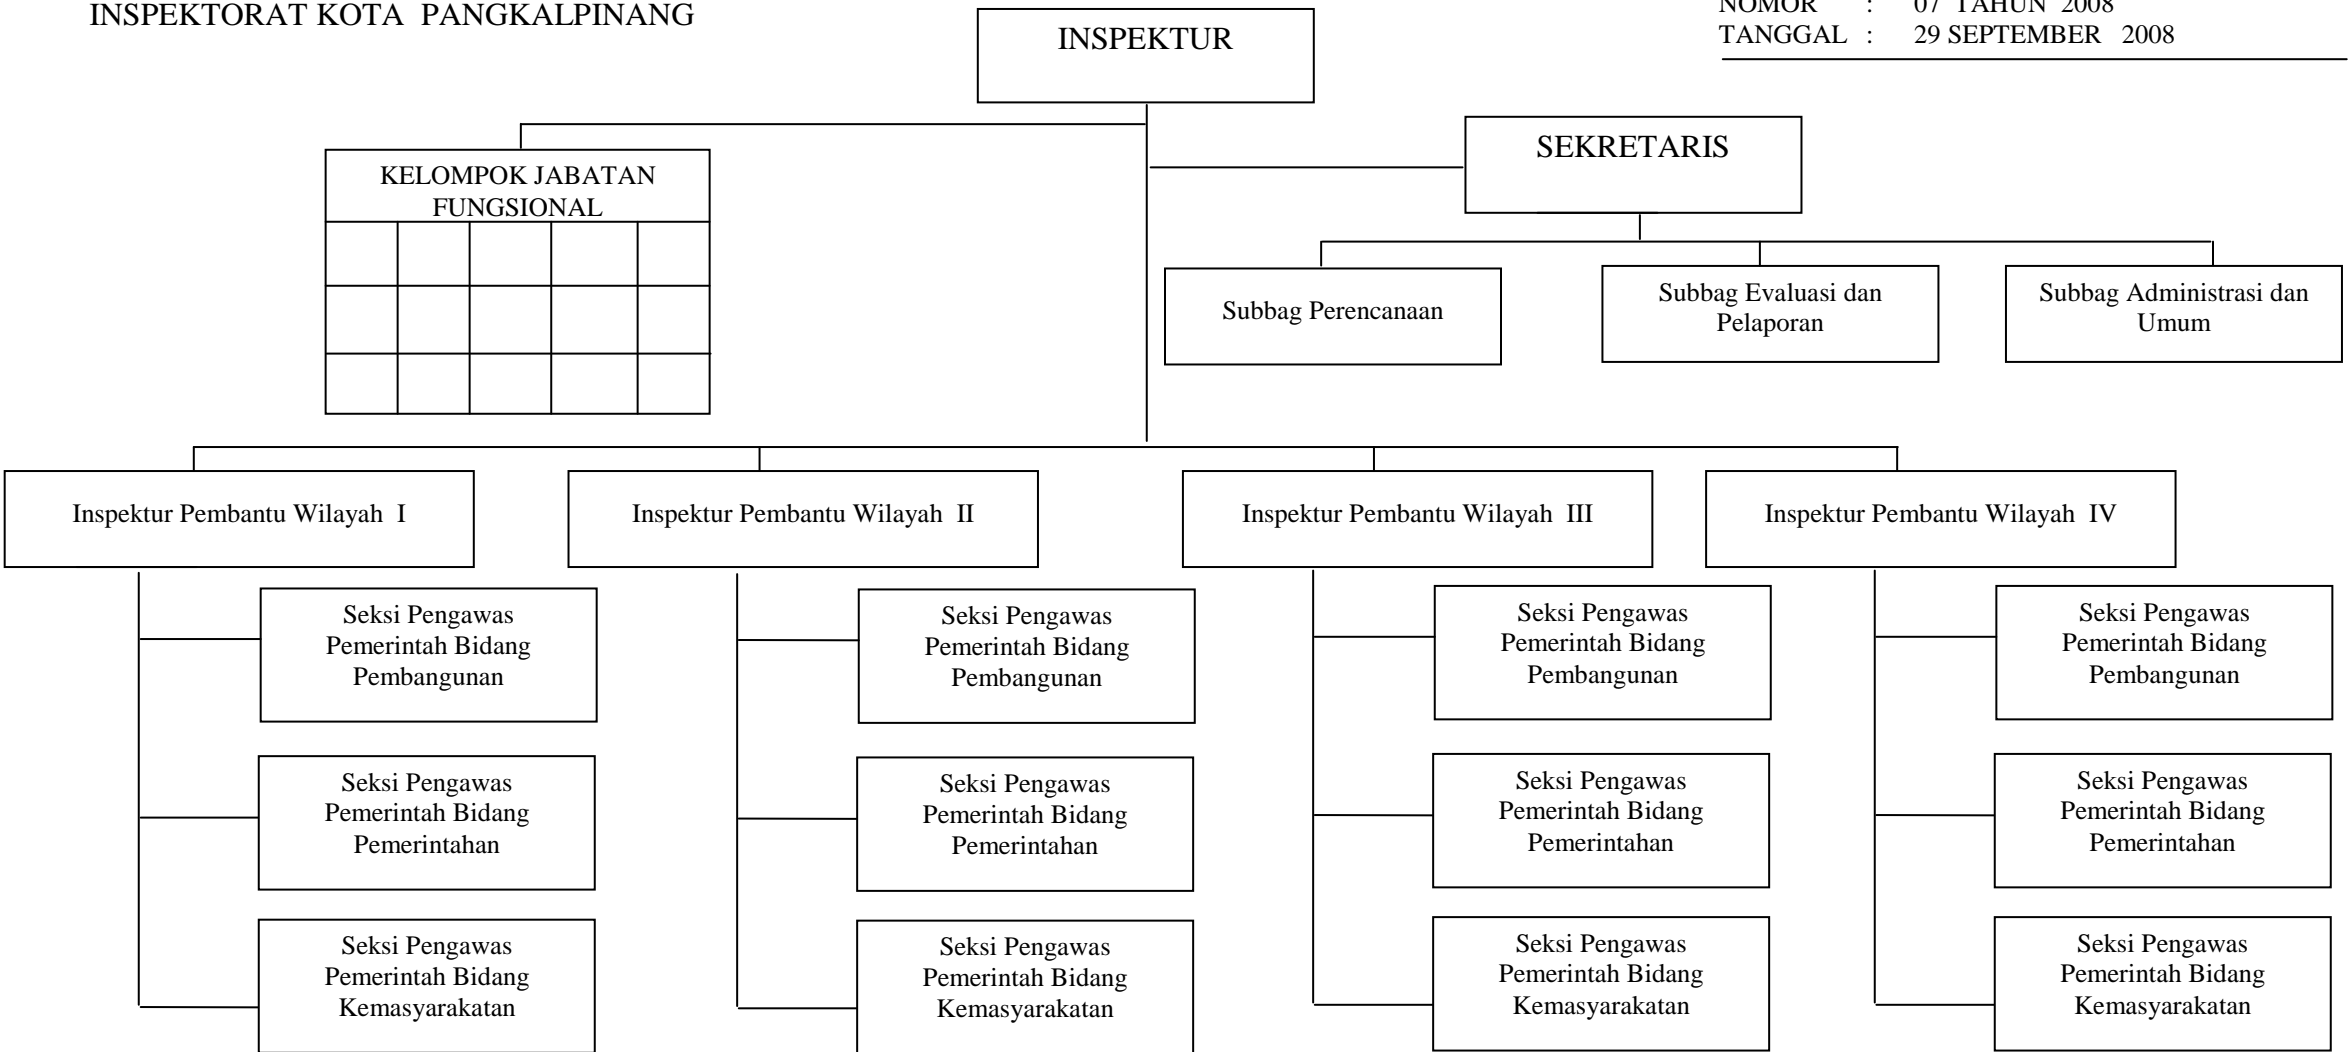 INSPEKTORAT KOTA PANGKALPINANG
NOMOR : 07 TAHUN 2008
TANGGAL : 29 SEPTEMBER 2008
INSPEKTUR
SEKRETARIS
KELOMPOK JABATAN
FUNGSIONAL
Subbag Perencanaan
Subbag Evaluasi dan
Pelaporan
Subbag Administrasi dan
Umum
Inspektur Pembantu Wilayah I
Inspektur Pembantu Wilayah II
Inspektur Pembantu Wilayah III
Inspektur Pembantu Wilayah IV
Seksi Pengawas
Pemerintah Bidang
Pembangunan
Seksi Pengawas
Pemerintah Bidang
Pembangunan
Seksi Pengawas
Pemerintah Bidang
Pembangunan
Seksi Pengawas
Pemerintah Bidang
Pembangunan
Seksi Pengawas
Pemerintah Bidang
Pemerintahan
Seksi Pengawas
Pemerintah Bidang
Pemerintahan
Seksi Pengawas
Pemerintah Bidang
Pemerintahan
Seksi Pengawas
Pemerintah Bidang
Pemerintahan
Seksi Pengawas
Pemerintah Bidang
Kemasyarakatan
Seksi Pengawas
Pemerintah Bidang
Kemasyarakatan
Seksi Pengawas
Pemerintah Bidang
Kemasyarakatan
Seksi Pengawas
Pemerintah Bidang
Kemasyarakatan